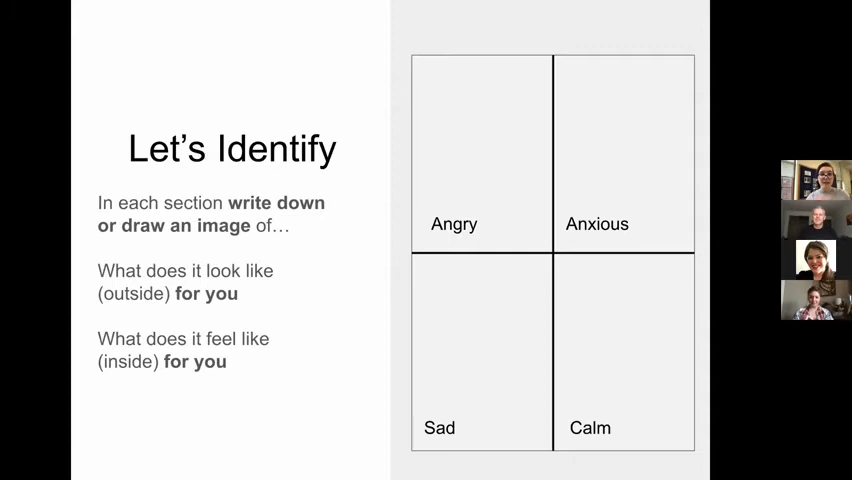 Let's Identify
In each section write down
or draw an image of…
What does it look like
(outside) for you
What does it feel like
(inside) for you
Angry
Anxious
Sad
Calm